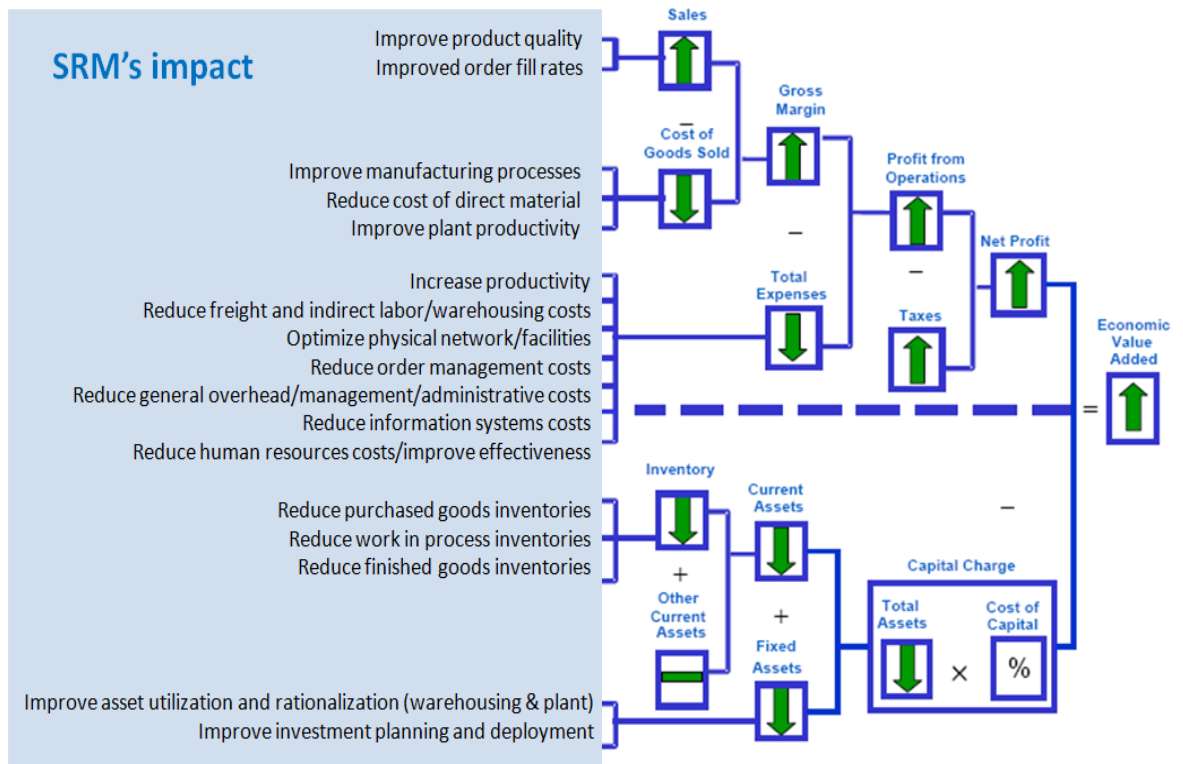 SRM's impact
Improve product quality
Improved order fill rates
Improve manufacturing processes
Reduce cost of direct material
Improve plant productivity
Increase productivity
Reduce freight and indirect labor/warehousing costs
Optimize physical network/facilities
Reduce order management costs
Reduce general overhead/management/administrative costs
Reduce information systems costs
Reduce human resources costs/improve effectiveness
Reduce purchased goods inventories
Reduce work in process inventories
Reduce finished goods inventories
Improve asset utilization and rationalization (warehousing & plant)
Improve investment planning and deployment
Sales
–
Cost of
Goods Sold
Gross
Margin
–
Total
Expenses
Profit from
Operations
–
Taxes
Net Profit
Economic
Value
Added
=
–
Inventory
+
Other
Current
Assets
Current
Assets
+
Fixed
Assets
Capital Charge
Total
Assets
×
Cost of
Capital
%